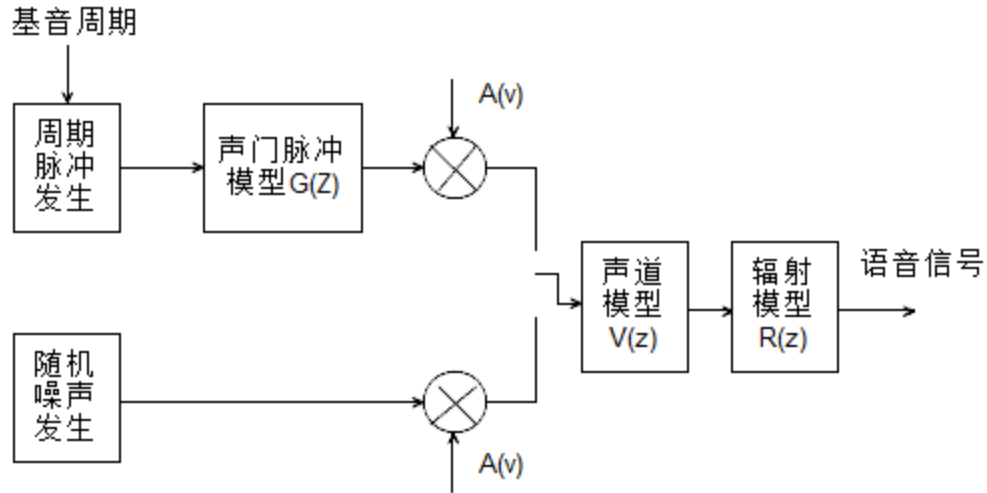 基音周期
周期
脉冲
发生
声门脉冲
模型G(Z)
A(v)
声道
模型
V(z)
辐射
模型
R(z)
语音信号
随机
噪声
发生
A(v)